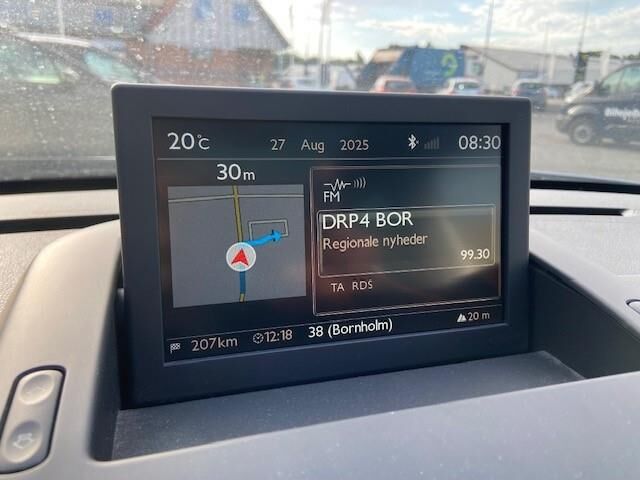 20°C 27 Aug 2025 08:30
30m
FM
DRP4 BOR
Regionale nyheder
99.30
TA RDS
207km 12:18 38 (Bornholm) 20 m